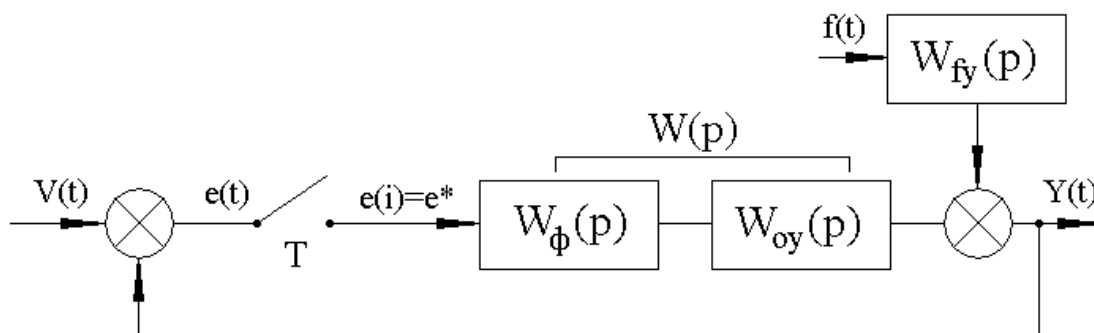 f(t)
W_fy(p)
W(p)
V(t)
e(t)
T
e(i)=e*
W_ф(p)
W_oy(p)
Y(t)